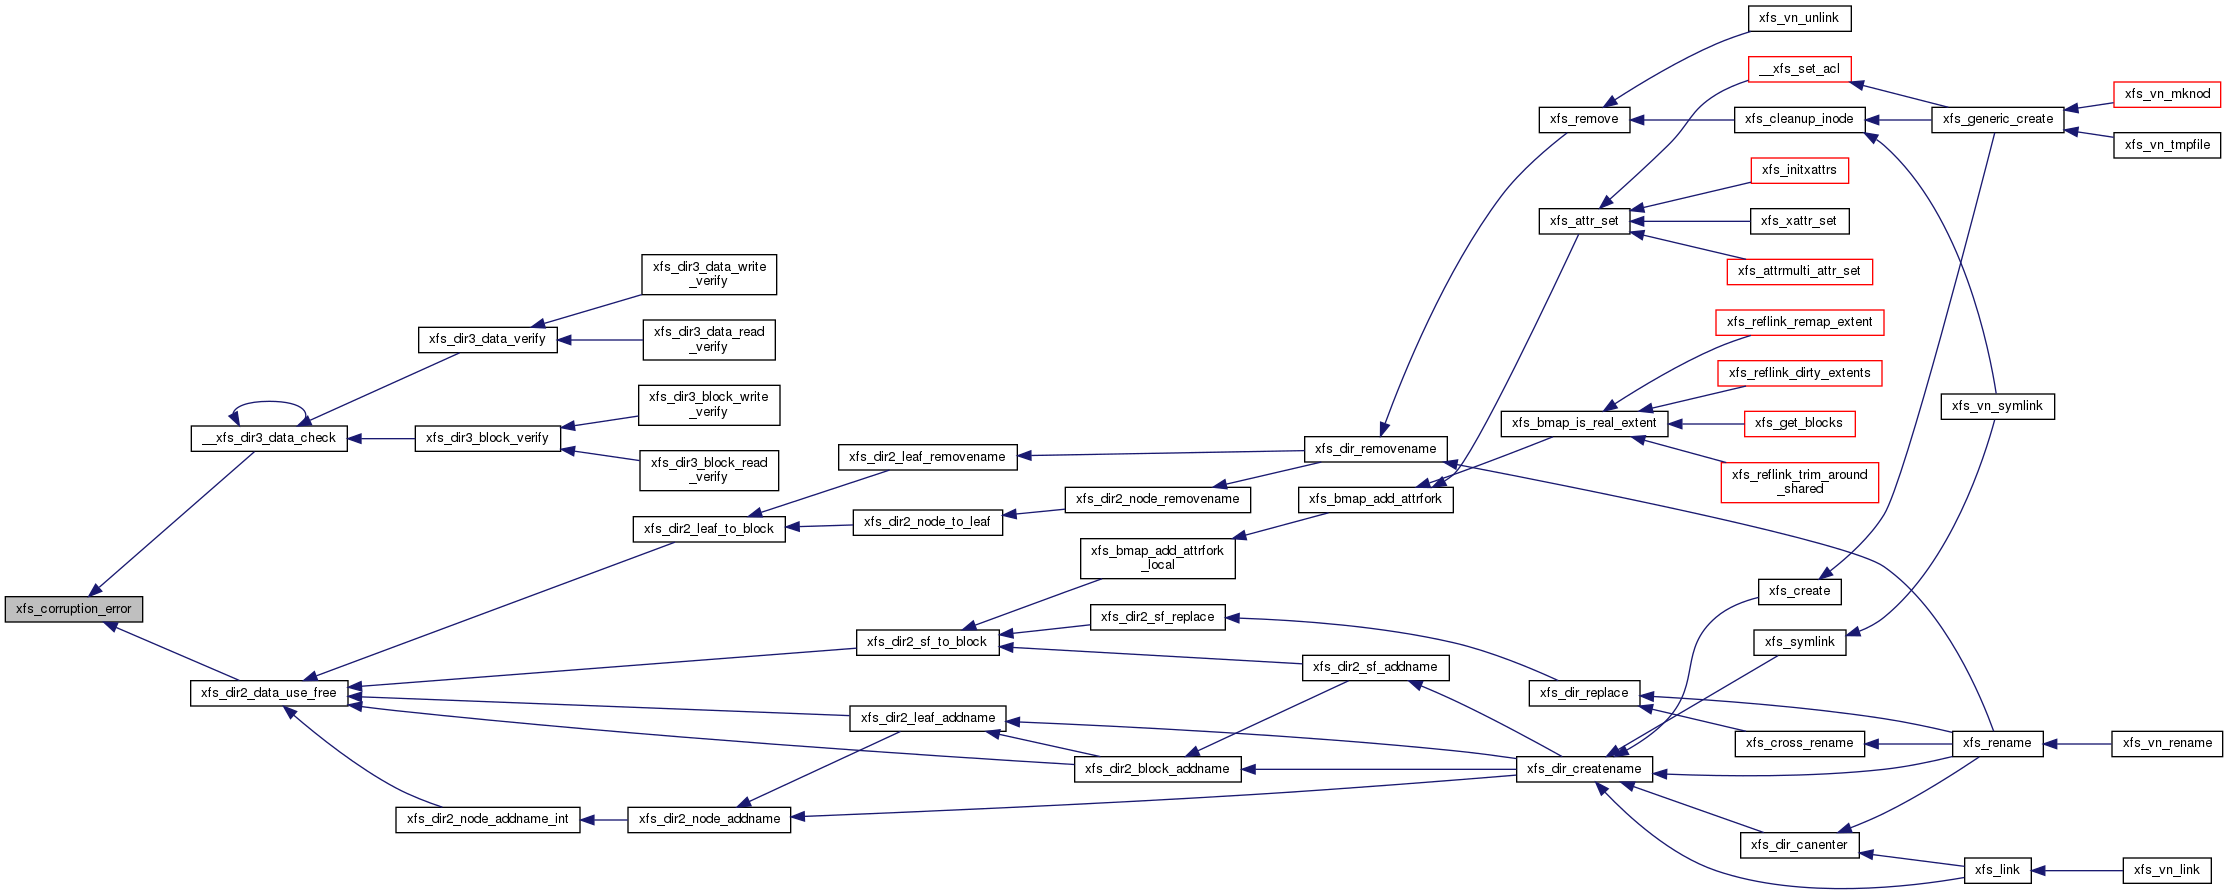 xfs_vn_unlink
__xfs_set_acl
xfs_vn_mknod
xfs_remove
xfs_cleanup_inode
xfs_generic_create
xfs_vn_tmpfile
xfs_initxattrs
xfs_attr_set
xfs_xattr_set
xfs_attrmulti_attr_set
xfs_dir3_data_write
_verify
xfs_dir3_data_verify
xfs_dir3_data_read
_verify
xfs_reflink_remap_extent
xfs_reflink_dirty_extents
xfs_dir3_block_write
_verify
xfs_vn_symlink
xfs_bmap_is_real_extent
xfs_get_blocks
__xfs_dir3_data_check
xfs_dir3_block_verify
xfs_dir3_block_read
_verify
xfs_dir2_leaf_removename
xfs_dir_removename
xfs_reflink_trim_around
_shared
xfs_dir2_node_removename
xfs_bmap_add_attrfork
xfs_dir2_leaf_to_block
xfs_dir2_node_to_leaf
xfs_bmap_add_attrfork
_local
xfs_create
xfs_corruption_error
xfs_dir2_sf_replace
xfs_dir2_sf_to_block
xfs_symlink
xfs_dir2_sf_addname
xfs_dir2_data_use_free
xfs_dir_replace
xfs_dir2_leaf_addname
xfs_cross_rename
xfs_rename
xfs_vn_rename
xfs_dir2_block_addname
xfs_dir_createname
xfs_dir2_node_addname_int
xfs_dir2_node_addname
xfs_dir_canenter
xfs_link
xfs_vn_link